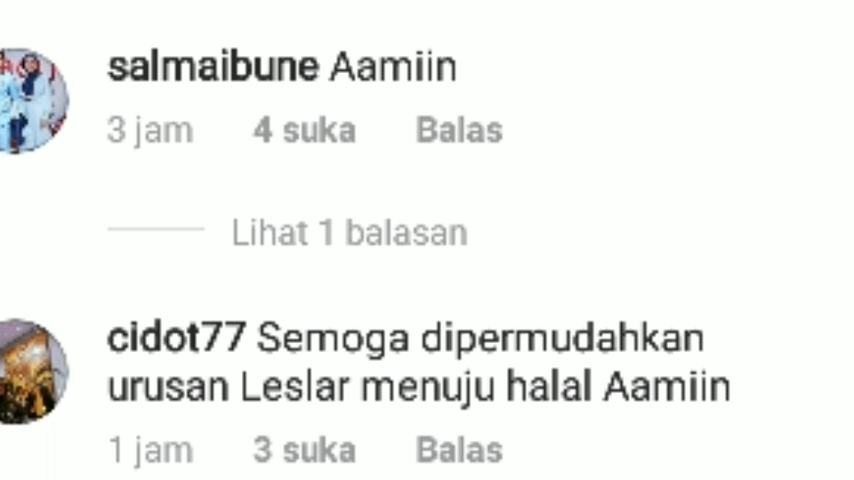 salmaibune Aamiin
3 jam 4 suka Balas
Lihat 1 balasan
cidot77 Semoga dipermudahkan
urusan Leslar menuju halal Aamiin
1 jam 3 suka Balas